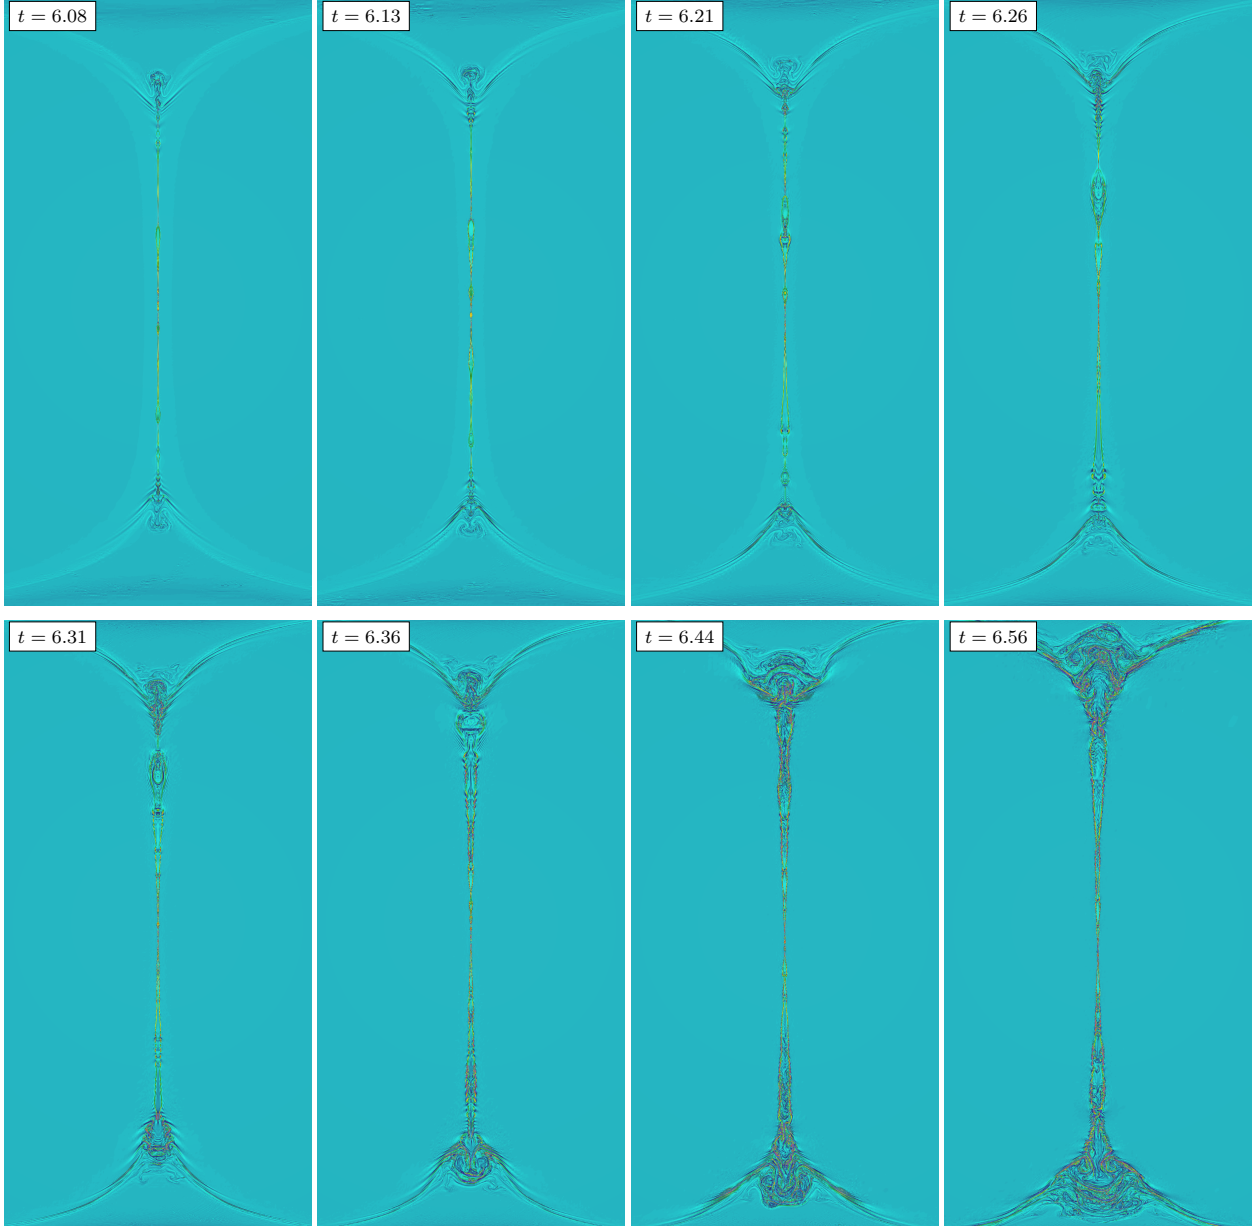 t = 6.08
t = 6.13
t = 6.21
t = 6.26
t = 6.31
t = 6.36
t = 6.44
t = 6.56